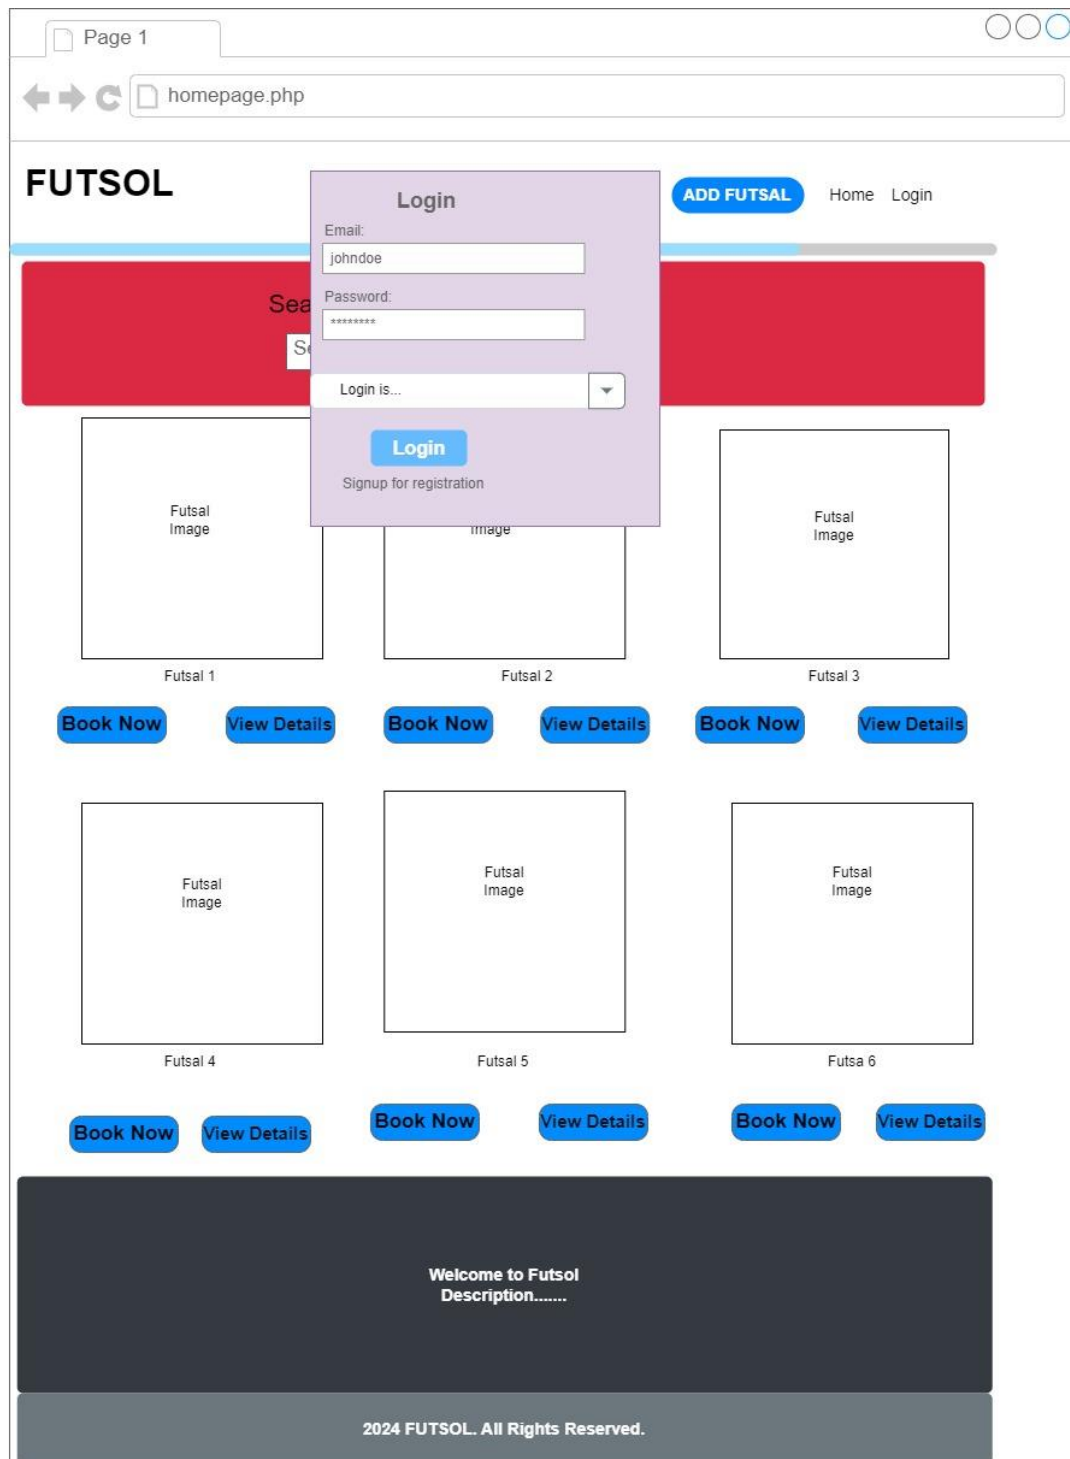 Page 1
homepage.php
FUTSOL
ADD FUTSAL
Home
Login
Login
Email:
johndoe
Password:
********
Login is...
Login
Signup for registration
Futsal
Image
Image
Futsal
Image
Futsal 1
Futsal 2
Futsal 3
Book Now
View Details
Book Now
View Details
Book Now
View Details
Futsal
Image
Futsal
Image
Futsal
Image
Futsal 4
Futsal 5
Futsa 6
Book Now
View Details
Book Now
View Details
Book Now
View Details
Welcome to Futsol
Description.......
2024 FUTSOL. All Rights Reserved.